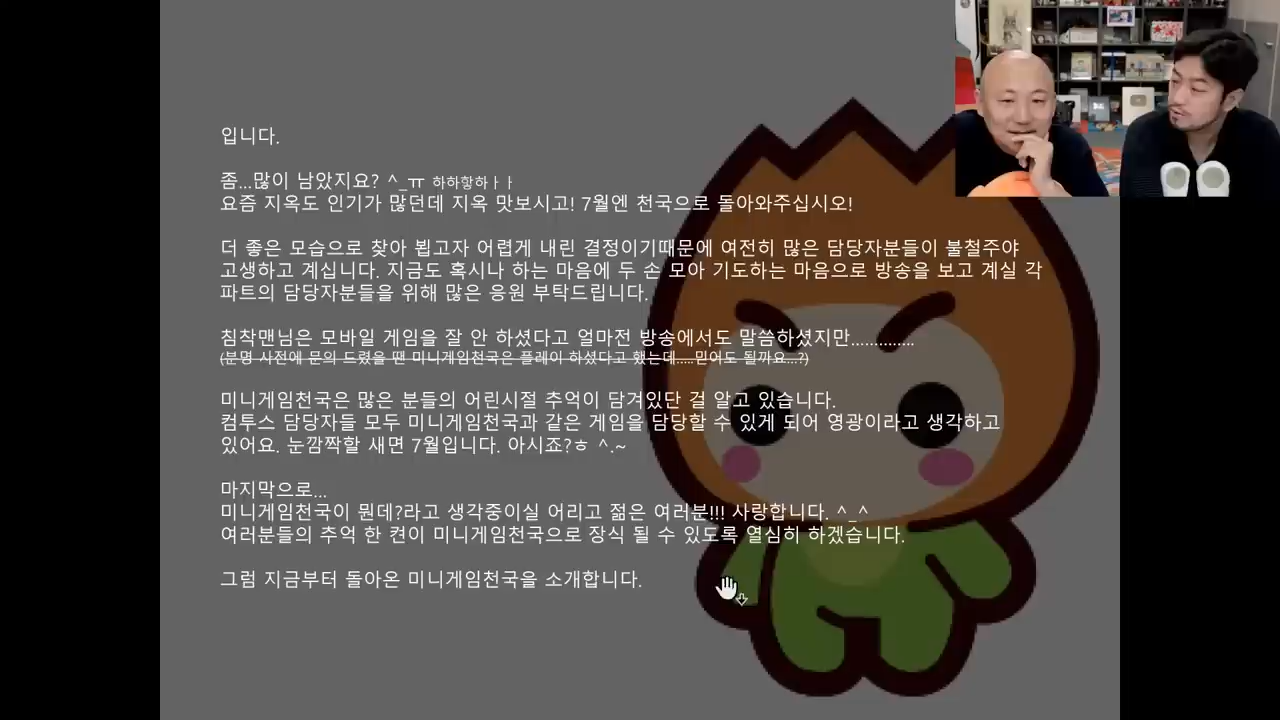 입니다.
좀...많이 남았지요? ^_ㅠ 하하핳하ㅏㅏ
요즘 지옥도 인기가 많던데 지옥 맛보시고! 7월엔 천국으로 돌아와주십시오!
더 좋은 모습으로 찾아 뵙고자 어렵게 내린 결정이기때문에 여전히 많은 담당자분들이 불철주야
고생하고 계십니다. 지금도 혹시나 하는 마음에 두 손 모아 기도하는 마음으로 방송을 보고 계실 각
파트의 담당자분들을 위해 많은 응원 부탁드립니다.
침착맨님은 모바일 게임을 잘 안 하셨다고 얼마전 방송에서도 말씀하셨지만..............
(분명 사전에 문의 드렸을 땐 미니게임천국은 플레이 하셨다고 했는데.....믿어도 될까요...?)
미니게임천국은 많은 분들의 어린시절 추억이 담겨있단 걸 알고 있습니다.
컴투스 담당자들 모두 미니게임천국과 같은 게임을 담당할 수 있게 되어 영광이라고 생각하고
있어요. 눈깜짝할 새면 7월입니다. 아시죠?ㅎ ^.~
마지막으로...
미니게임천국이 뭔데?라고 생각중이실 어리고 젊은 여러분!!! 사랑합니다. ^_^
여러분들의 추억 한 켠이 미니게임천국으로 장식 될 수 있도록 열심히 하겠습니다.
그럼 지금부터 돌아온 미니게임천국을 소개합니다.